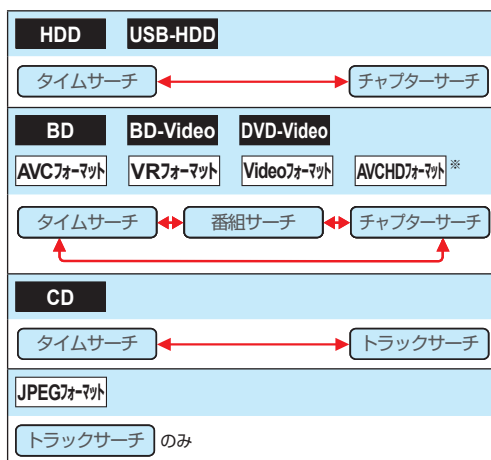 HDD USB-HDD
タイムサーチ チャプターサーチ
BD BD-Video DVD-Video
AVCフォーマット VRフォーマット Videoフォーマット AVCHDフォーマット※
タイムサーチ 番組サーチ チャプターサーチ
CD
タイムサーチ トラックサーチ
JPEGフォーマット
トラックサーチ のみ